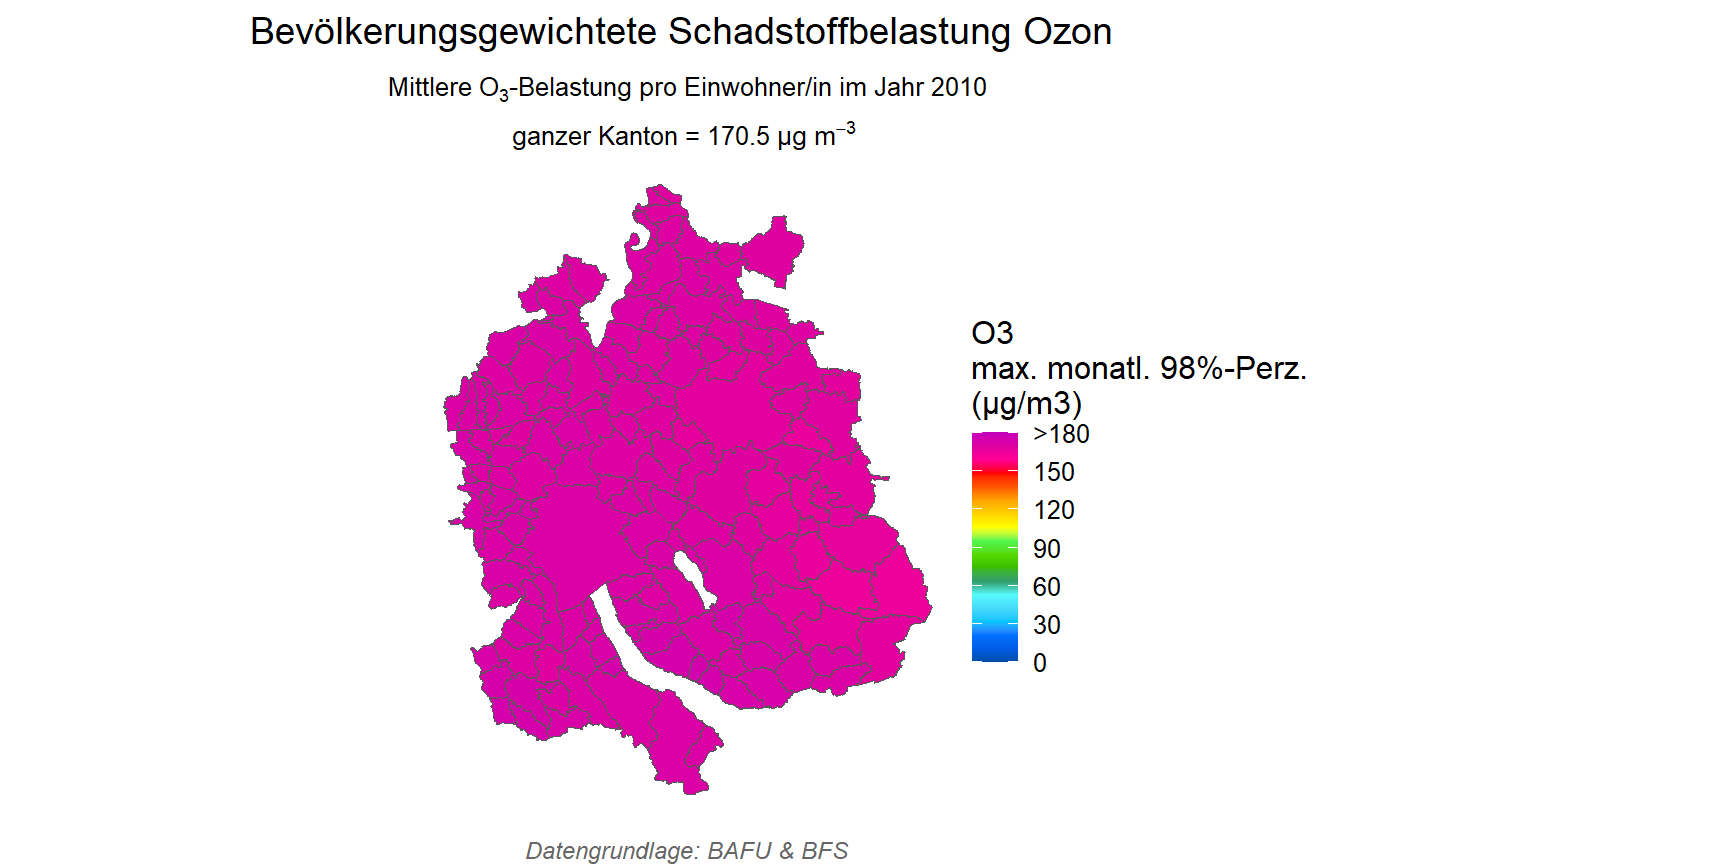 Bevölkerungsgewichtete Schadstoffbelastung Ozon
Mittlere O₃-Belastung pro Einwohner/in im Jahr 2010
ganzer Kanton = 170.5 µg m⁻³
O3
max. monatl. 98%-Perz.
(µg/m3)
>180
150
120
90
60
30
0
Datengrundlage: BAFU & BFS